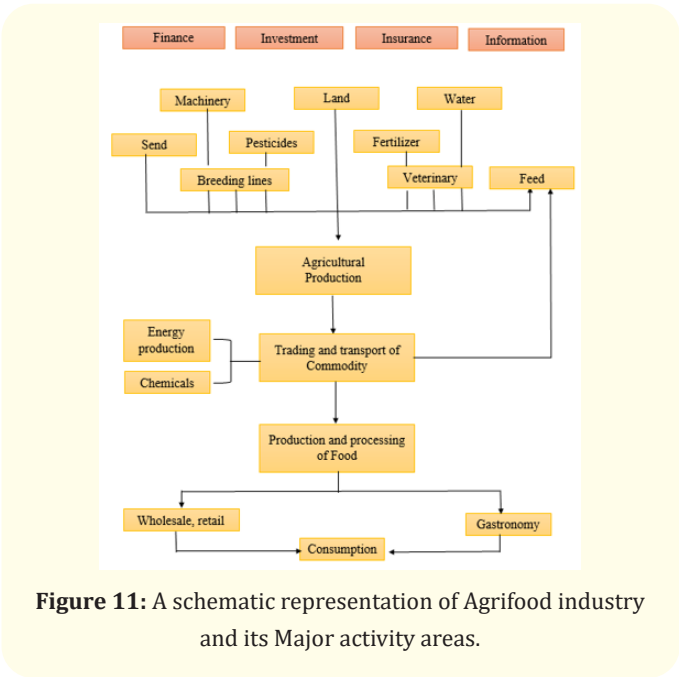 Finance Investment Insurance Information
Machinery Land Water
Send Pesticides Fertilizer
Breeding lines Veterinary Feed
Agricultural
Production
Energy
production
Trading and transport of
Commodity
Chemicals
Production and processing
of Food
Wholesale, retail Gastronomy
Consumption
Figure 11: A schematic representation of Agrifood industry
and its Major activity areas.